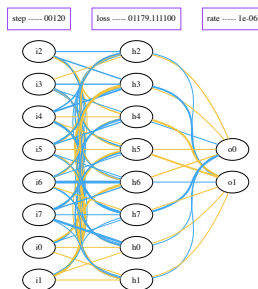 step ----- 00120 loss ----- 01179.111100 rate ----- 1e-06
i2 h2
i3 h3
i4 h4
i5 h5 o0
i6 h6 o1
i7 h7
i0 h0
i1 h1